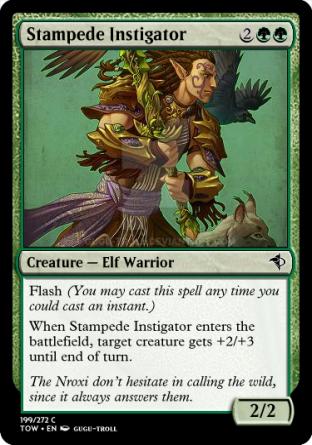 Stampede Instigator 2
Creature — Elf Warrior
Flash (You may cast this spell any time you
could cast an instant.)
When Stampede Instigator enters the
battlefield, target creature gets +2/+3
until end of turn.
The Nroxi don't hesitate in calling the wild,
since it always answers them.
2/2
199/272 C
TOW • EN GUGU-TROLL